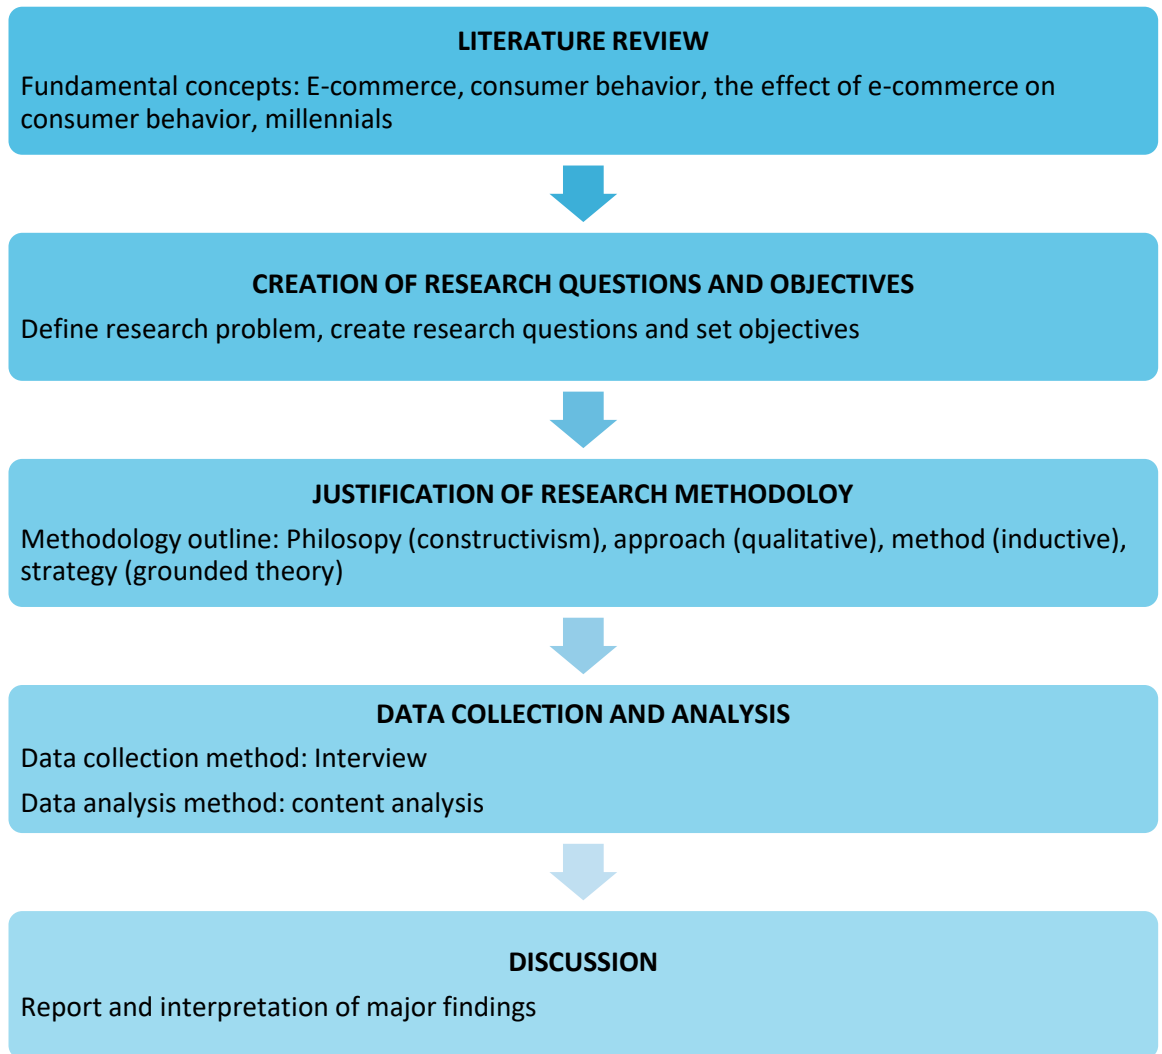 LITERATURE REVIEW
Fundamental concepts: E-commerce, consumer behavior, the effect of e-commerce on
consumer behavior, millennials
CREATION OF RESEARCH QUESTIONS AND OBJECTIVES
Define research problem, create research questions and set objectives
JUSTIFICATION OF RESEARCH METHODOLOY
Methodology outline: Philosopy (constructivism), approach (qualitative), method (inductive),
strategy (grounded theory)
DATA COLLECTION AND ANALYSIS
Data collection method: Interview
Data analysis method: content analysis
DISCUSSION
Report and interpretation of major findings